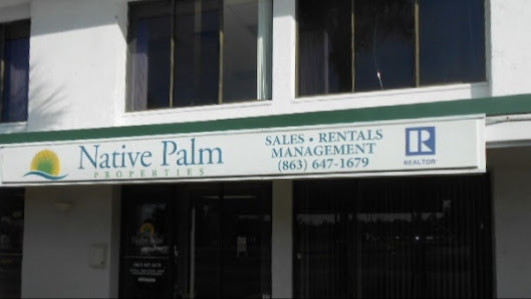 Native Palm
PROPERTIES
SALES • RENTALS
MANAGEMENT
(863) 647-1679
R
REALTOR